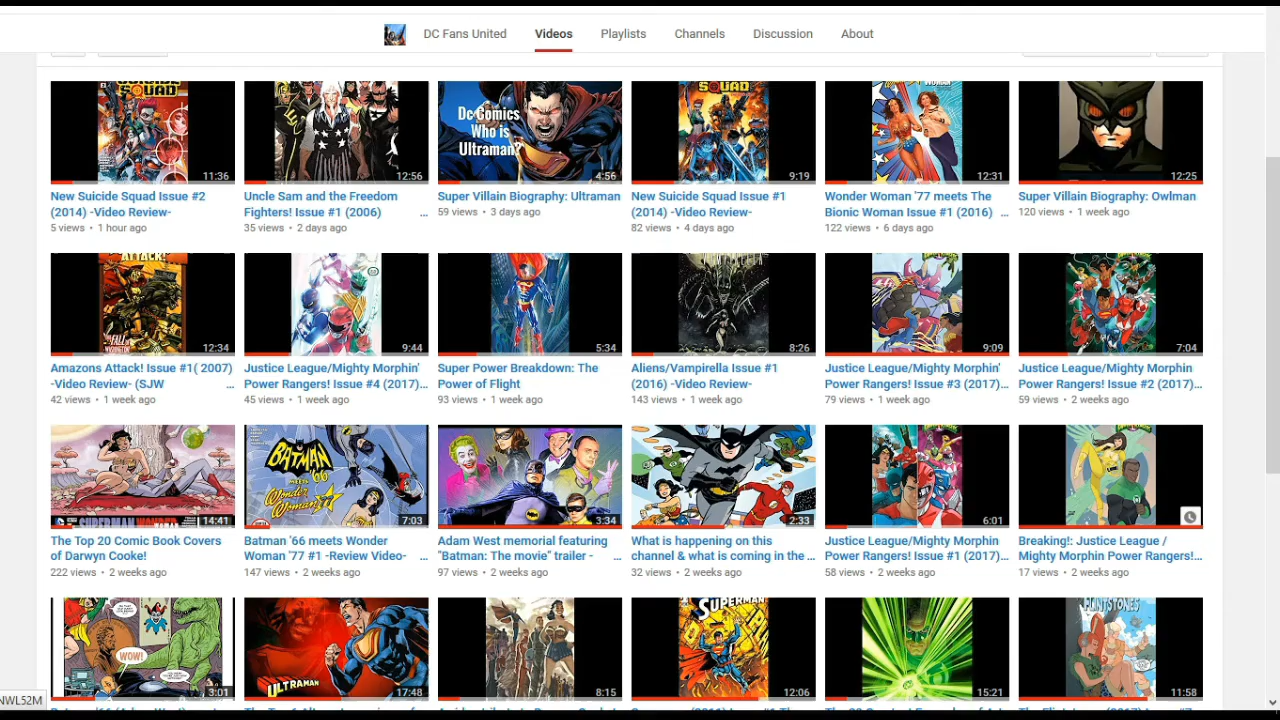 DC Fans United Videos Playlists Channels Discussion About
SUICIDE SQUAD
SQUAD
WOMAN
Dc Comics
Who is
Ultraman?
11:36 12:56 4:56 9:19 12:31 12:25
New Suicide Squad Issue #2
(2014) -Video Review-
5 views • 1 hour ago
Uncle Sam and the Freedom
Fighters! Issue #1 (2006) ...
35 views • 2 days ago
Super Villain Biography: Ultraman
59 views • 3 days ago
New Suicide Squad Issue #1
(2014) -Video Review-
82 views • 4 days ago
Wonder Woman '77 meets The
Bionic Woman Issue #1 (2016) ...
122 views • 6 days ago
Super Villain Biography: Owlman
120 views • 1 week ago
ATTACK!
12:34 9:44 5:34 8:26 9:09 7:04
Amazons Attack! Issue #1( 2007)
-Video Review- (SJW ...
42 views • 1 week ago
Justice League/Mighty Morphin'
Power Rangers! Issue #4 (2017)...
45 views • 1 week ago
Super Power Breakdown: The
Power of Flight
93 views • 1 week ago
Aliens/Vampirella Issue #1
(2016) -Video Review-
143 views • 1 week ago
Justice League/Mighty Morphin'
Power Rangers! Issue #3 (2017)...
79 views • 1 week ago
Justice League/Mighty Morphin
Power Rangers! Issue #2 (2017)...
59 views • 2 weeks ago
BATMAN
'66
MEETS
Wonder
Woman '77
14:41 7:03 3:34 2:33 6:01
The Top 20 Comic Book Covers
of Darwyn Cooke!
222 views • 2 weeks ago
Batman '66 meets Wonder
Woman '77 #1 -Review Video- ...
147 views • 2 weeks ago
Adam West memorial featuring
"Batman: The movie" trailer - ...
97 views • 2 weeks ago
What is happening on this
channel & what is coming in the ...
32 views • 2 weeks ago
Justice League/Mighty Morphin
Power Rangers! Issue #1 (2017)...
58 views • 2 weeks ago
Breaking!: Justice League /
Mighty Morphin Power Rangers!...
17 views • 2 weeks ago
WOW!
ULTRAMAN
SUPERMAN
FLINTSTONES
3:01 17:48 8:15 12:06 15:21 11:58
NWL52M